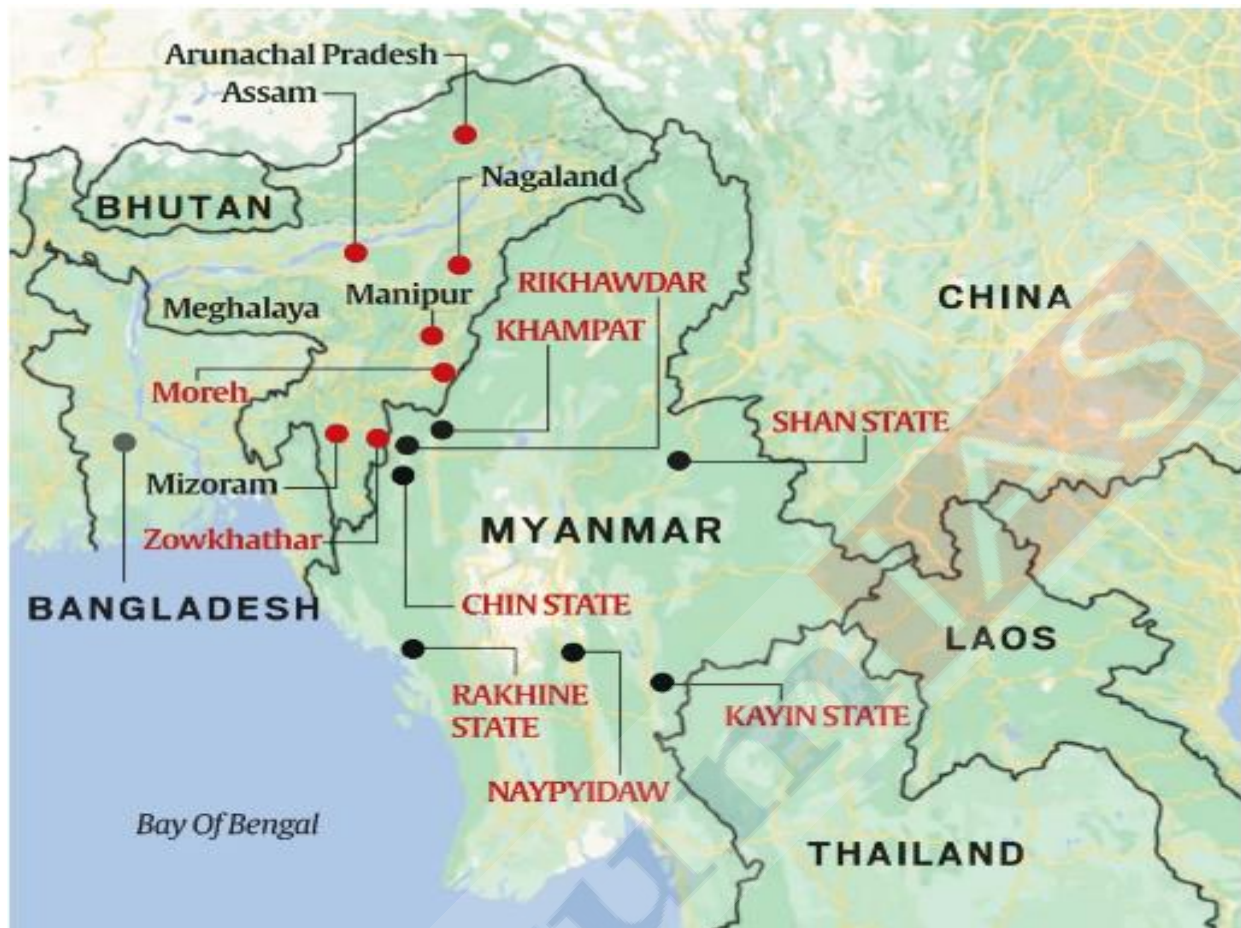 Arunachal Pradesh
Assam
Nagaland
BHUTAN
RIKHAWDAR
Meghalaya
Manipur
CHINA
KHAMPAT
Moreh
SHAN STATE
Mizoram
MYANMAR
Zowkhathar
BANGLADESH
CHIN STATE
LAOS
RAKHINE
STATE
KAYIN STATE
NAYPYIDAW
Bay Of Bengal
THAILAND
IAS